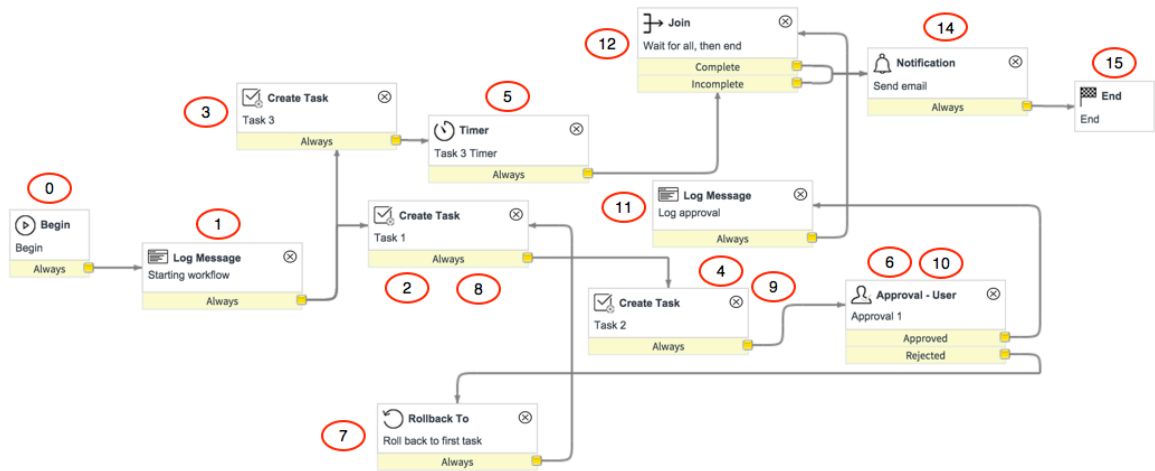 0
Begin
Begin
Always
1
Log Message
Starting workflow
Always
3
Create Task
Task 3
Always
5
Timer
Task 3 Timer
Always
Create Task
Task 1
Always
2
8
4
Create Task
Task 2
Always
9
6
10
Approval - User
Approval 1
Approved
Rejected
7
Rollback To
Roll back to first task
Always
11
Log Message
Log approval
Always
12
Join
Wait for all, then end
Complete
Incomplete
14
Notification
Send email
Always
15
End
End